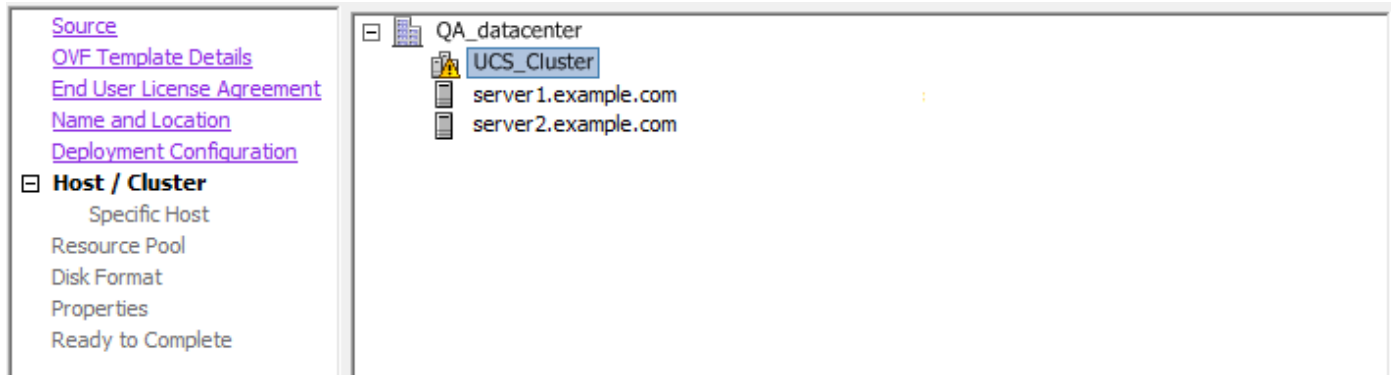 Source
OVF Template Details
End User License Agreement
Name and Location
Deployment Configuration
Host / Cluster
Specific Host
Resource Pool
Disk Format
Properties
Ready to Complete
QA_datacenter
UCS_Cluster
server1.example.com
server2.example.com